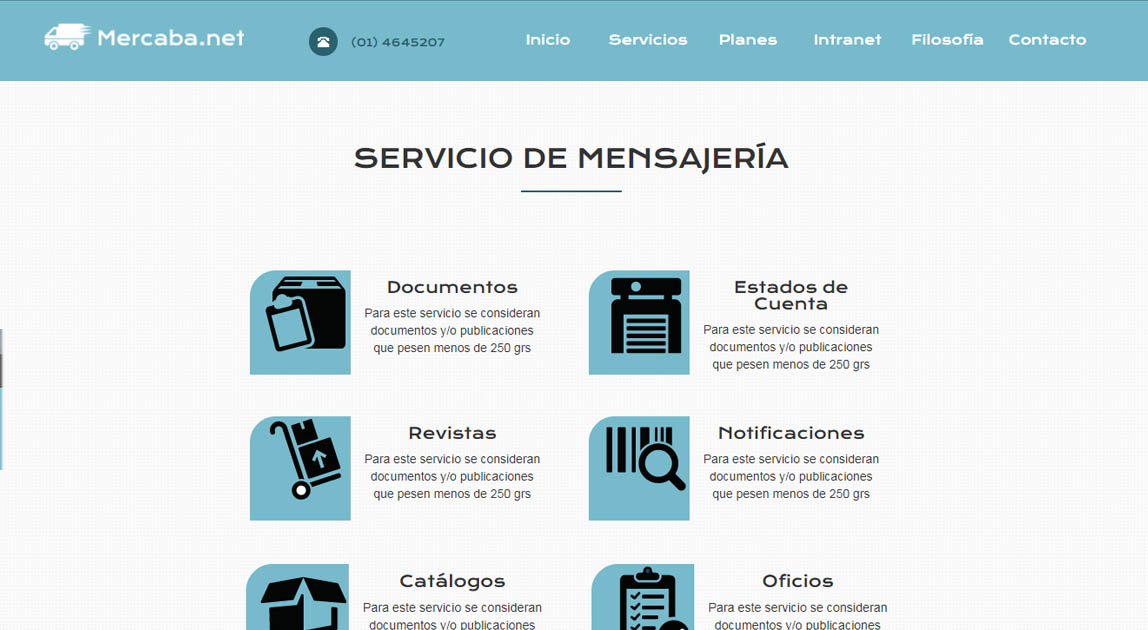 Mercaba.net
(01) 4645207
Inicio
Servicios
Planes
Intranet
Filosofía
Contacto
SERVICIO DE MENSAJERÍA
Documentos
Para este servicio se consideran
documentos y/o publicaciones
que pesen menos de 250 grs
Estados de
Cuenta
Para este servicio se consideran
documentos y/o publicaciones
que pesen menos de 250 grs
Revistas
Para este servicio se consideran
documentos y/o publicaciones
que pesen menos de 250 grs
Notificaciones
Para este servicio se consideran
documentos y/o publicaciones
que pesen menos de 250 grs
Catálogos
Para este servicio se consideran
documentos y/o publicaciones
Oficios
Para este servicio se consideran
documentos y/o publicaciones